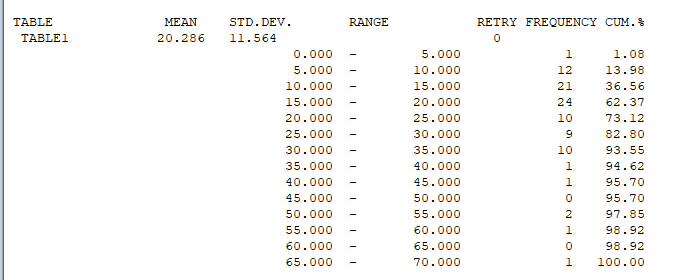 TABLE MEAN STD.DEV. RANGE RETRY FREQUENCY CUM.%
TABLE1 20.286 11.564 0
0.000 - 5.000 1 1.08
5.000 - 10.000 12 13.98
10.000 - 15.000 21 36.56
15.000 - 20.000 24 62.37
20.000 - 25.000 10 73.12
25.000 - 30.000 9 82.80
30.000 - 35.000 10 93.55
35.000 - 40.000 1 94.62
40.000 - 45.000 1 95.70
45.000 - 50.000 0 95.70
50.000 - 55.000 2 97.85
55.000 - 60.000 1 98.92
60.000 - 65.000 0 98.92
65.000 - 70.000 1 100.00